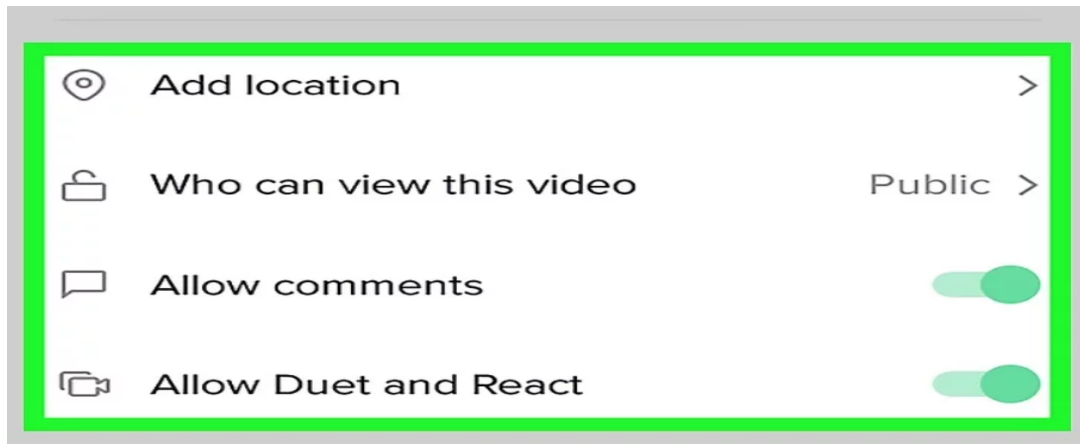 Add location
Who can view this video Public
Allow comments
Allow Duet and React